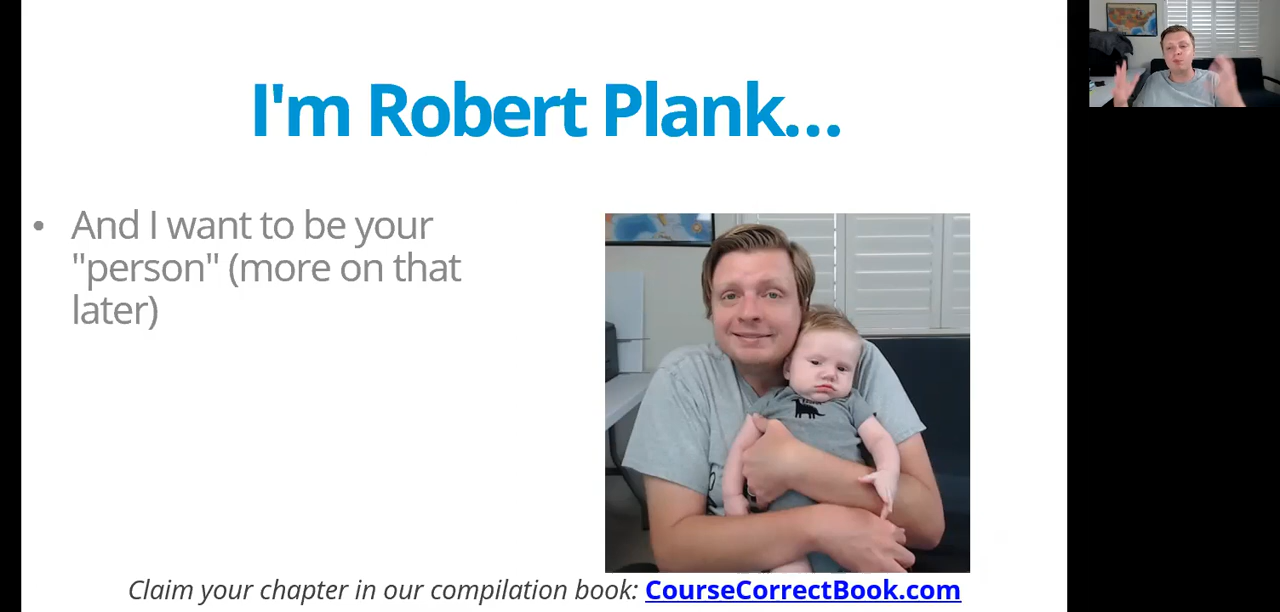 I'm Robert Plank...
• And I want to be your
"person" (more on that
later)
Claim your chapter in our compilation book: CourseCorrectBook.com